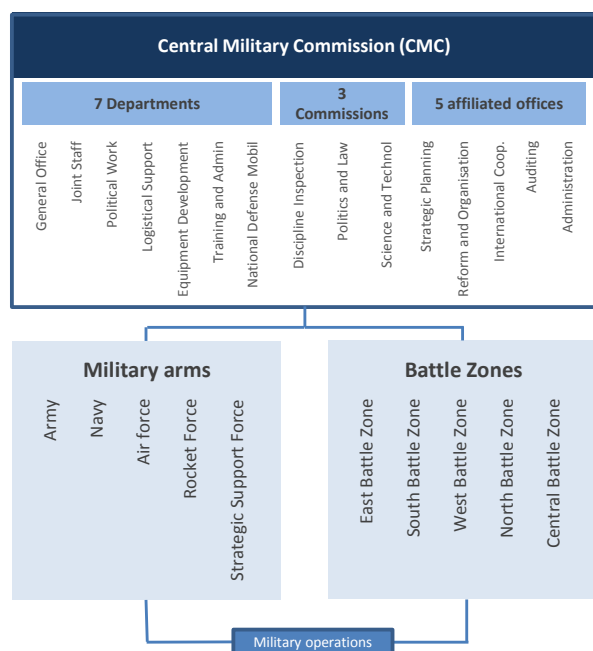 Central Military Commission (CMC)
7 Departments
3
Commissions
5 affiliated offices
General Office
Joint Staff
Political Work
Logistical Support
Equipment Development
Training and Admin
National Defense Mobil
Discipline Inspection
Politics and Law
Science and Technol
Strategic Planning
Reform and Organisation
International Coop.
Auditing
Administration
Military arms
Army
Navy
Air force
Rocket Force
Strategic Support Force
Battle Zones
East Battle Zone
South Battle Zone
West Battle Zone
North Battle Zone
Central Battle Zone
Military operations